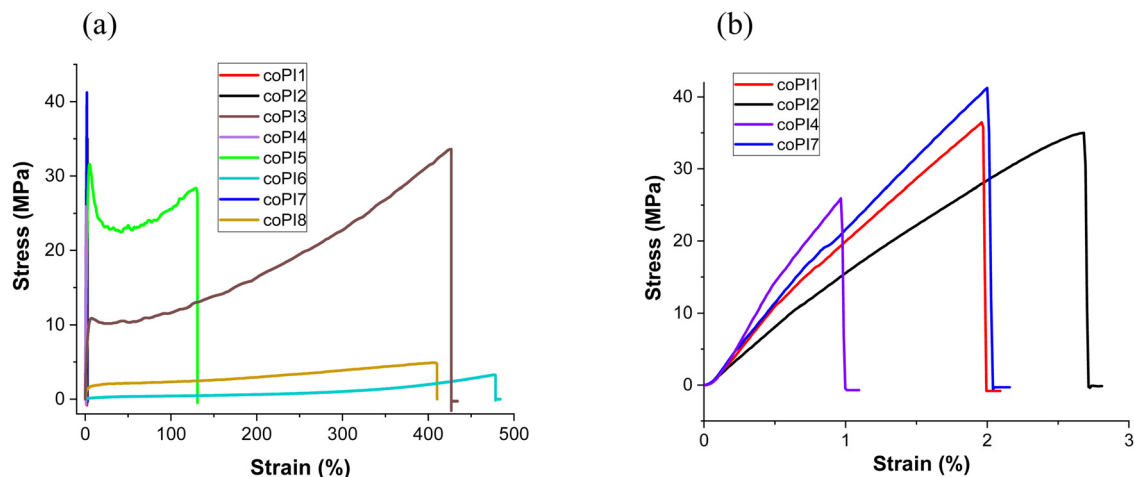 (a)
coPI1
coPI2
coPI3
coPI4
coPI5
coPI6
coPI7
coPI8
40
30
20
10
0
Stress (MPa)
0 100 200 300 400 500
Strain (%)
(b)
coPI1
coPI2
coPI4
coPI7
40
30
20
10
0
Stress (MPa)
0 1 2 3
Strain (%)